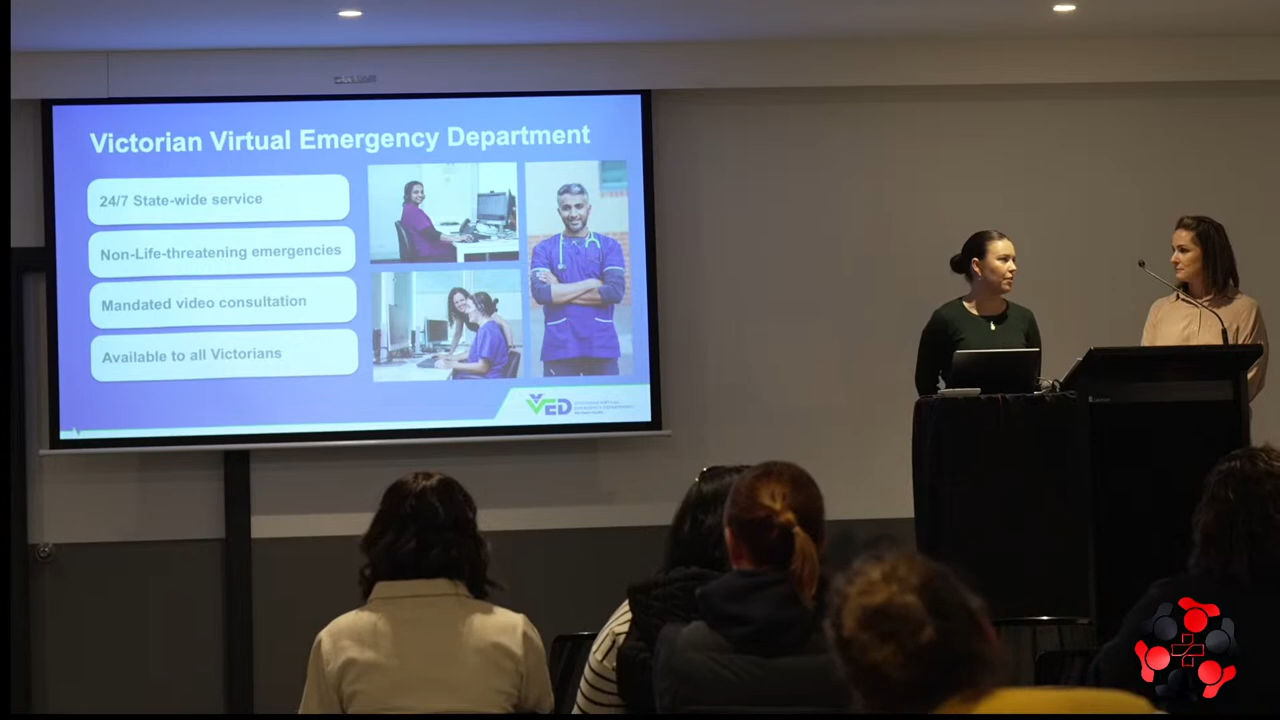 Victorian Virtual Emergency Department
24/7 State-wide service
Non-Life-threatening emergencies
Mandated video consultation
Available to all Victorians
VVED